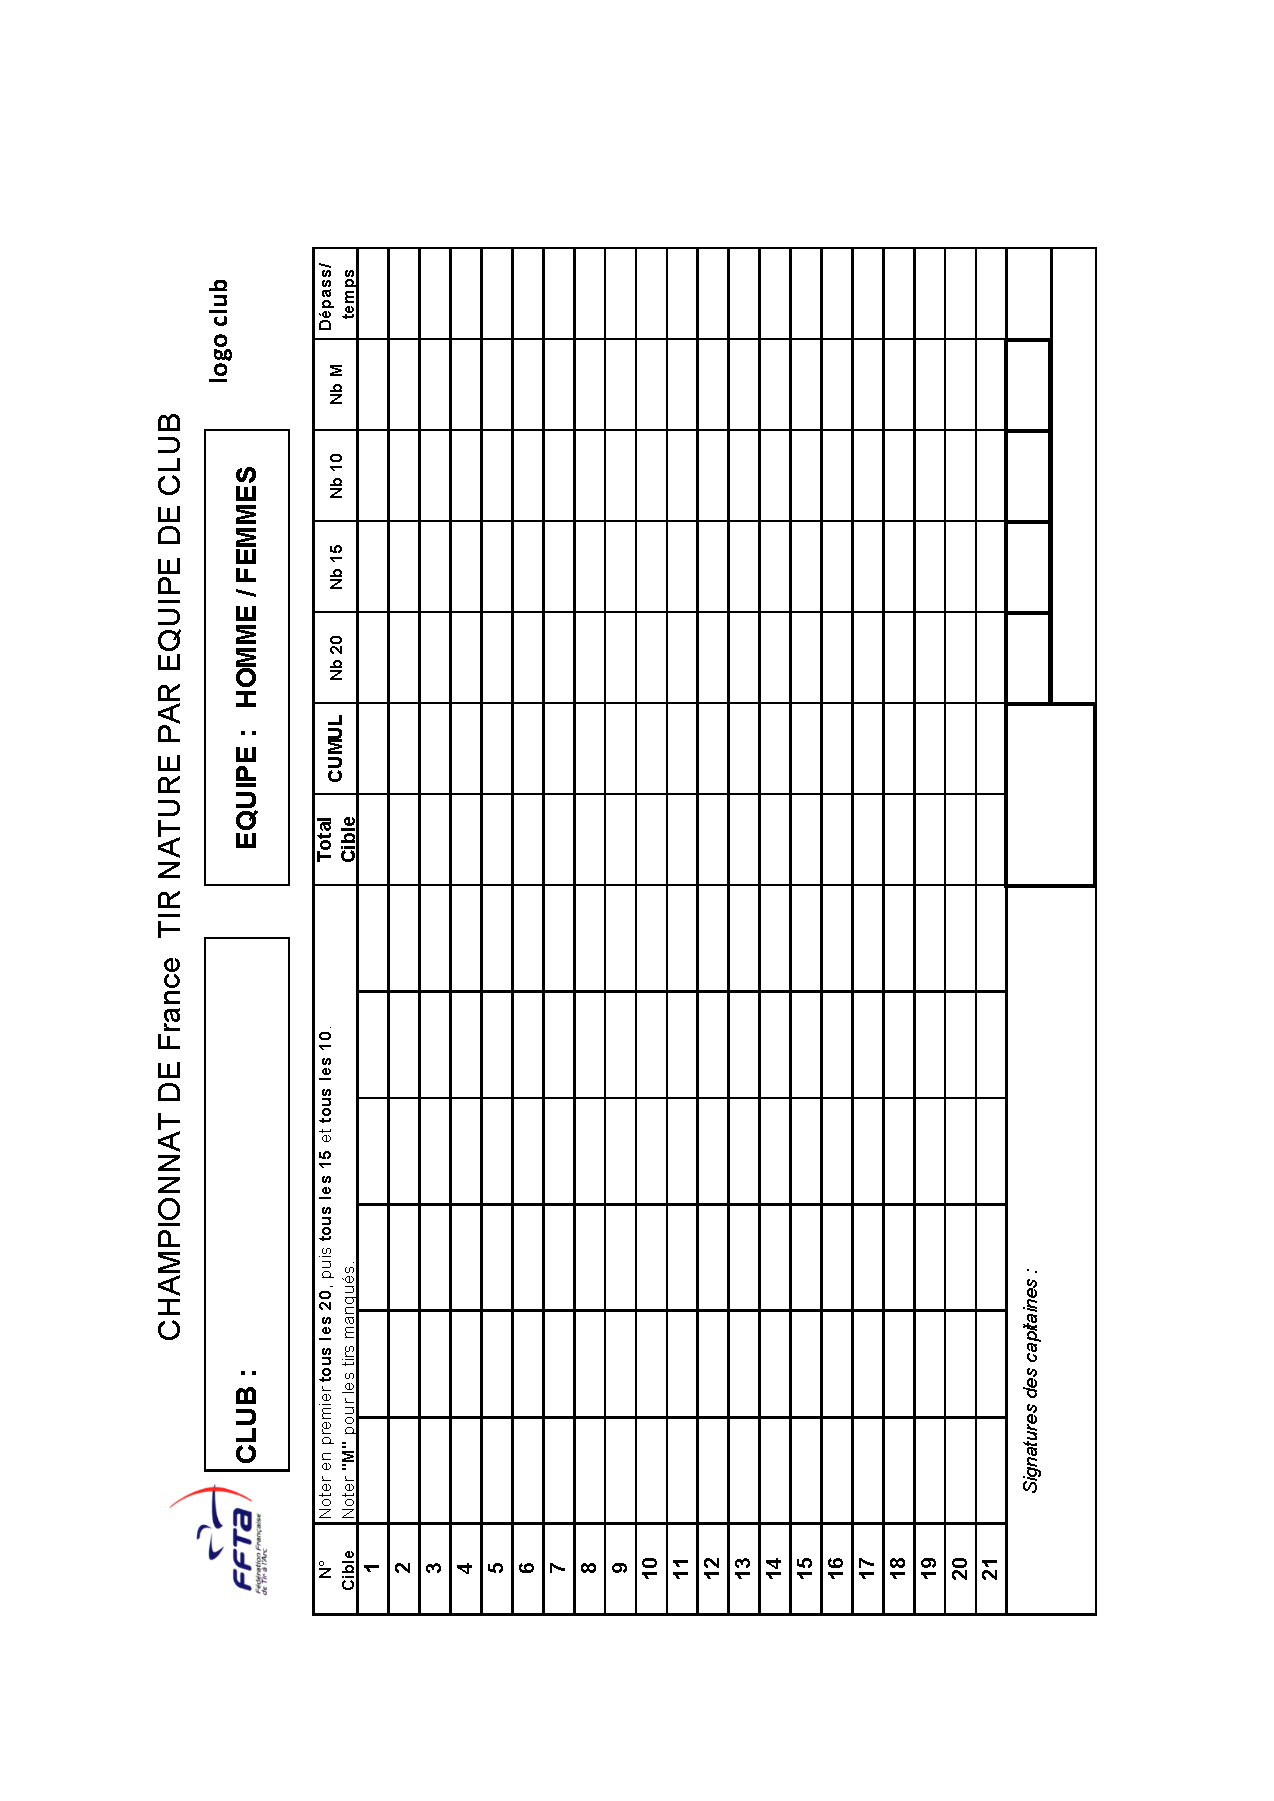 CHAMPIONNAT DE France TIR NATURE PAR EQUIPE DE CLUB
FFTA
Fédération Française
de Tir à l'Arc
CLUB :
EQUIPE : HOMME / FEMMES
logo club
N°
Cible
Noter en premier tous les 20, puis tous les 15 et tous les 10.
Noter "M" pour les tirs manqués.
Total
Cible
CUMUL
Nb 20
Nb 15
Nb 10
Nb M
Dépass/
temps
1
2
3
4
5
6
7
8
9
10
11
12
13
14
15
16
17
18
19
20
21
Signatures des capitaines :